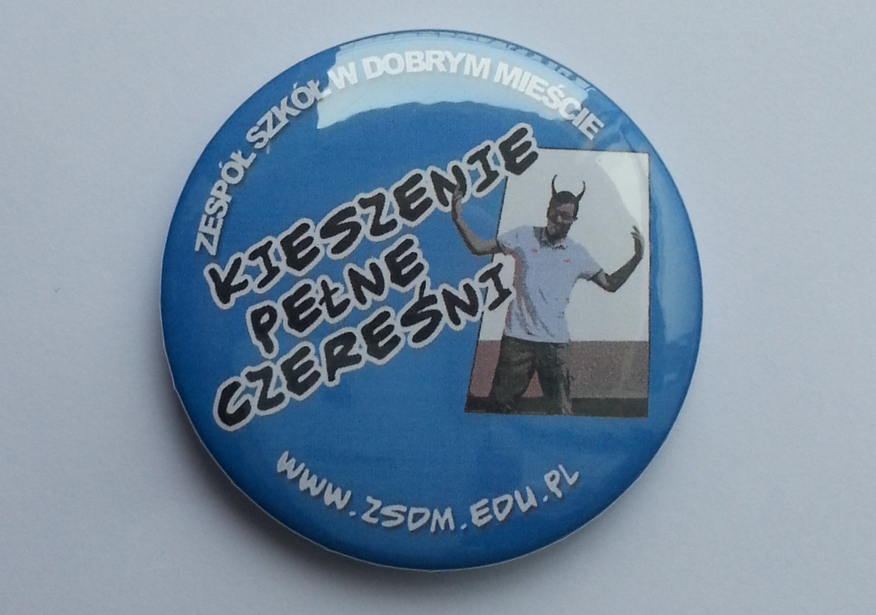 ZESPÓŁ SZKÓŁ W DOBRYM MIEŚCIE
KIESZENIE
PEŁNE
CZEREŚNI
WWW.ZSDM.EDU.PL